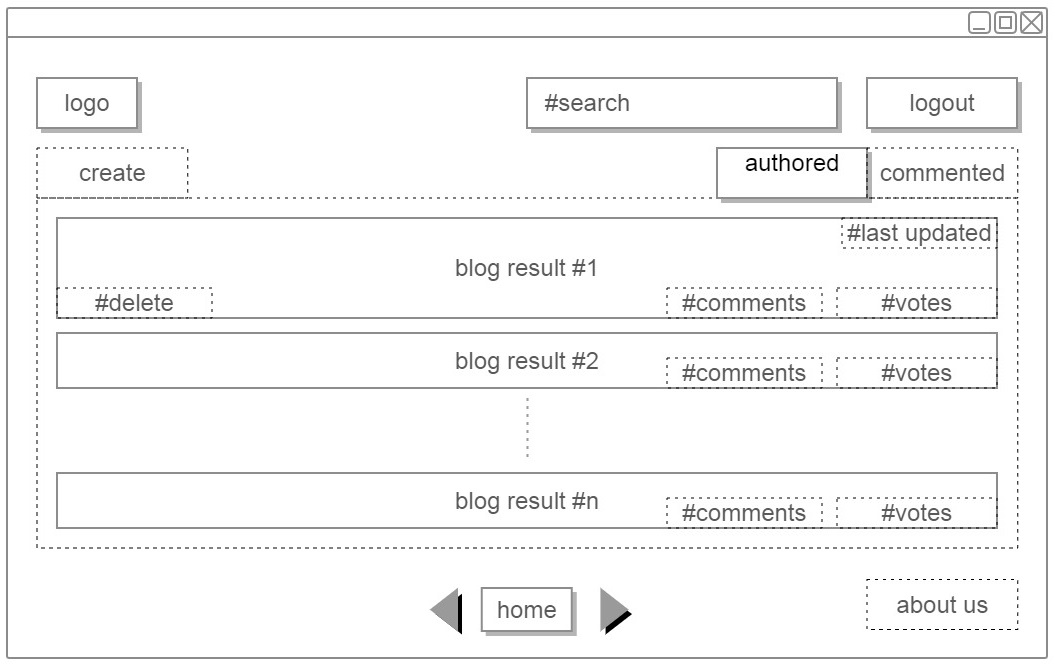 logo
#search
logout
create
authored
commented
#last updated
blog result #1
#delete
#comments
#votes
blog result #2
#comments
#votes
blog result #n
#comments
#votes
home
about us